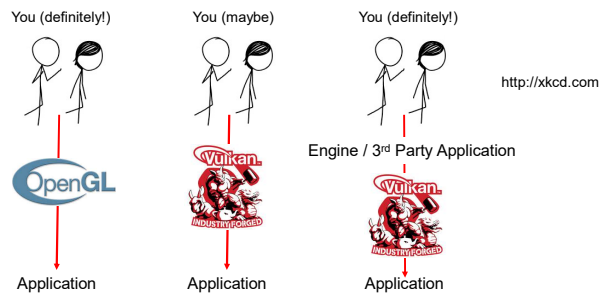 You (definitely!)
You (maybe)
You (definitely!)
http://xkcd.com
Engine / 3rd Party Application
OpenGL
Vulkan.
INDUSTRY FORGED
Vulkan.
INDUSTRY FORGED
Application
Application
Application